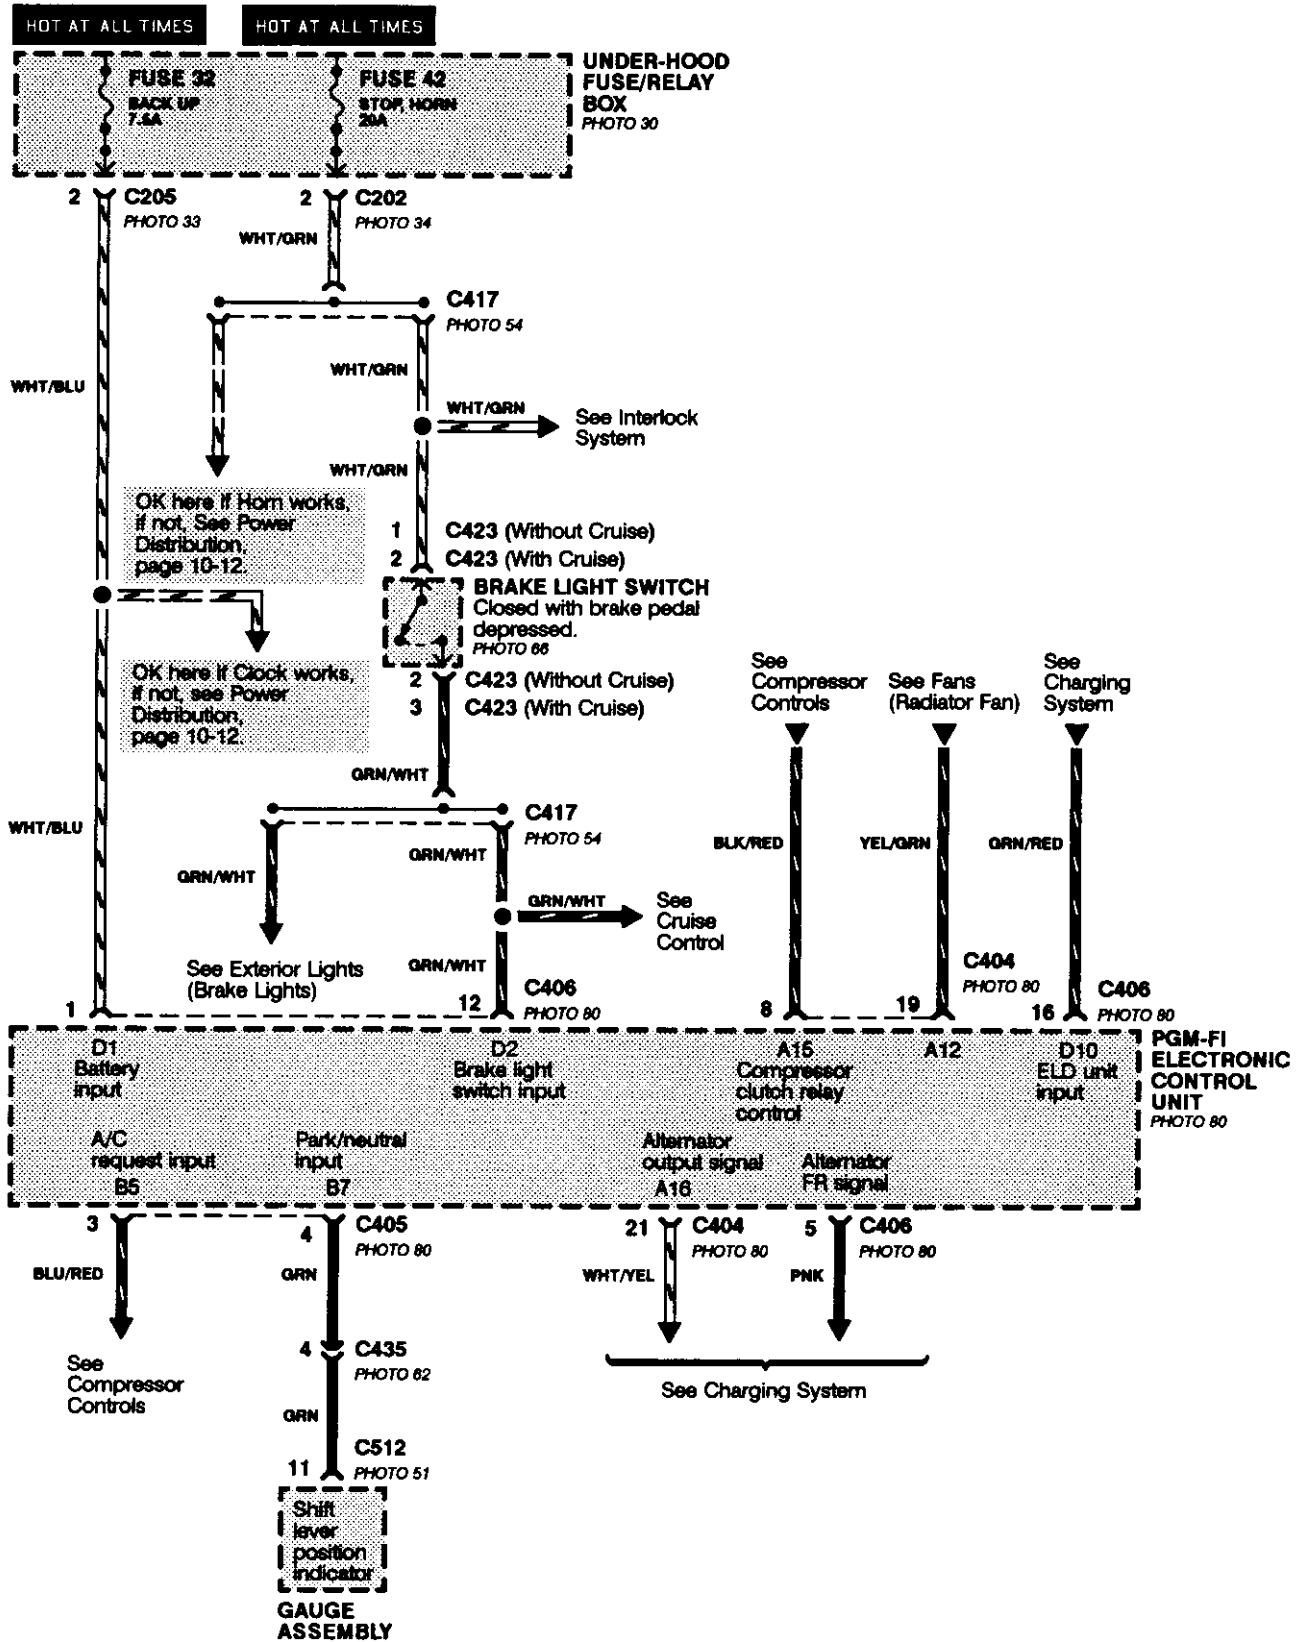 HOT AT ALL TIMES
HOT AT ALL TIMES
UNDER-HOOD
FUSE/RELAY
BOX
PHOTO 30
FUSE 32
BACK UP
7.5A
FUSE 42
STOP, HORN
20A
2
C205
PHOTO 33
2
C202
PHOTO 34
WHT/GRN
C417
PHOTO 54
WHT/BLU
WHT/GRN
WHT/GRN
See Interlock
System
WHT/GRN
OK here if Horn works,
if not, See Power
Distribution,
page 10-12.
1
C423 (Without Cruise)
2
C423 (With Cruise)
BRAKE LIGHT SWITCH
Closed with brake pedal
depressed.
PHOTO 66
OK here if Clock works,
if not, see Power
Distribution,
page 10-12.
2
C423 (Without Cruise)
3
C423 (With Cruise)
See
Compressor
Controls
See Fans
(Radiator Fan)
See
Charging
System
GRN/WHT
C417
PHOTO 54
WHT/BLU
GRN/WHT
GRN/WHT
BLK/RED
YEL/GRN
GRN/RED
GRN/WHT
See
Cruise
Control
See Exterior Lights
(Brake Lights)
GRN/WHT
1
12
C406
PHOTO 80
8
19
C404
PHOTO 80
16
C406
PHOTO 80
PGM-FI
ELECTRONIC
CONTROL
UNIT
PHOTO 80
D1
Battery
input
D2
Brake light
switch input
A15
Compressor
clutch relay
control
A12
D10
ELD unit
input
A/C
request input
B5
Park/neutral
input
B7
Alternator
output signal
A16
Alternator
FR signal
3
4
C405
PHOTO 80
21
C404
PHOTO 80
5
C406
PHOTO 80
BLU/RED
GRN
WHT/YEL
PNK
See
Compressor
Controls
4
C435
PHOTO 62
See Charging System
GRN
11
C512
PHOTO 51
Shift
lever
position
indicator
GAUGE
ASSEMBLY